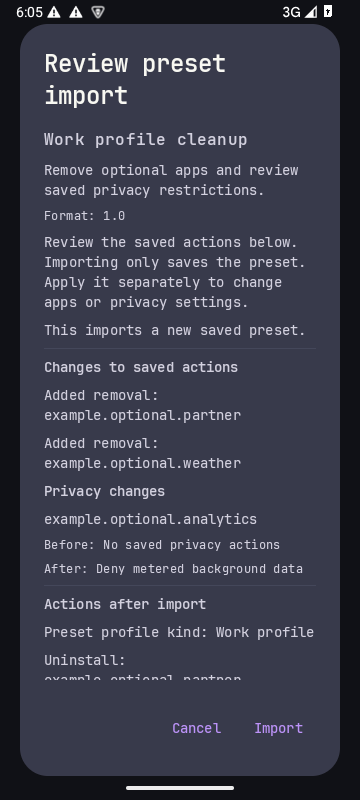 6:05
3G
Review preset
import
Work profile cleanup
Remove optional apps and review
saved privacy restrictions.
Format: 1.0
Review the saved actions below.
Importing only saves the preset.
Apply it separately to change
apps or privacy settings.
This imports a new saved preset.
Changes to saved actions
Added removal:
example.optional.partner
Added removal:
example.optional.weather
Privacy changes
example.optional.analytics
Before: No saved privacy actions
After: Deny metered background data
Actions after import
Preset profile kind: Work profile
Uninstall:
example.optional.partner
Cancel
Import